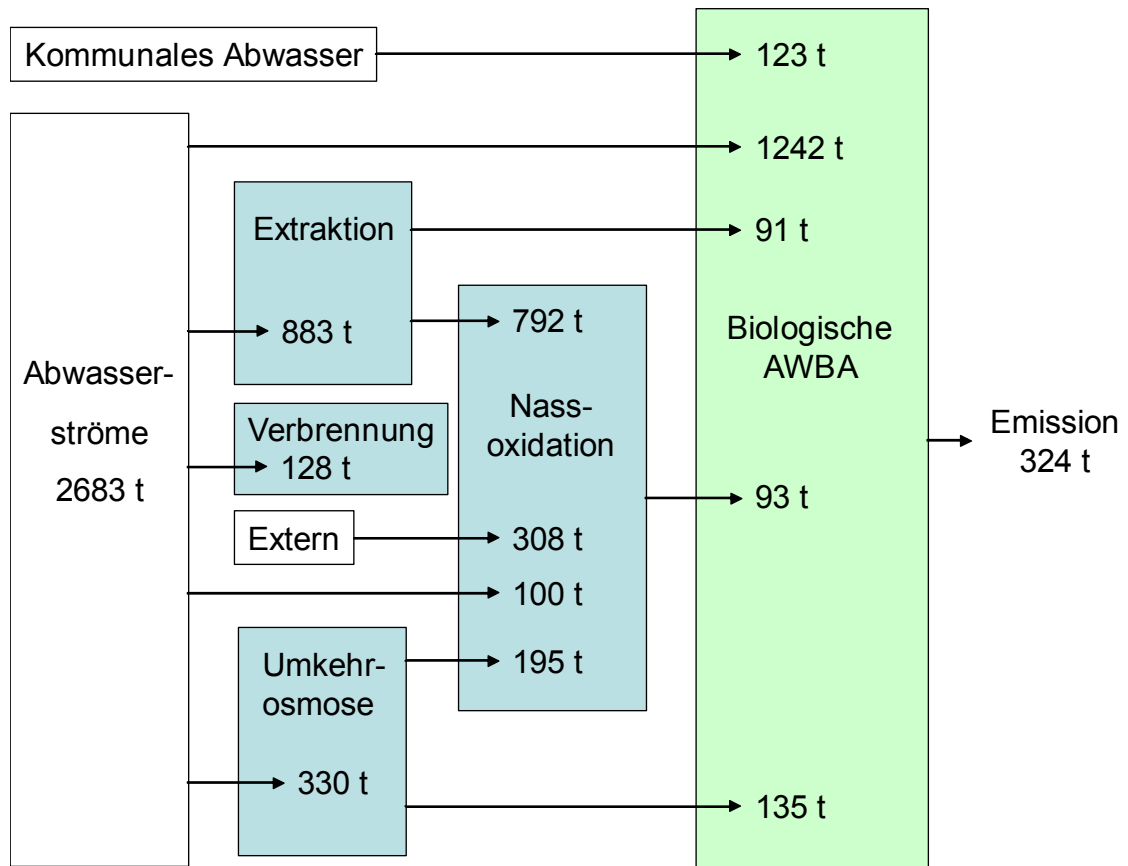 Kommunales Abwasser
123 t
1242 t
Extraktion
91 t
883 t
792 t
Biologische
AWBA
Abwasser-
ströme
2683 t
Nass-
oxidation
Verbrennung
128 t
Emission
324 t
93 t
Extern
308 t
100 t
Umkehr-
osmose
195 t
330 t
135 t